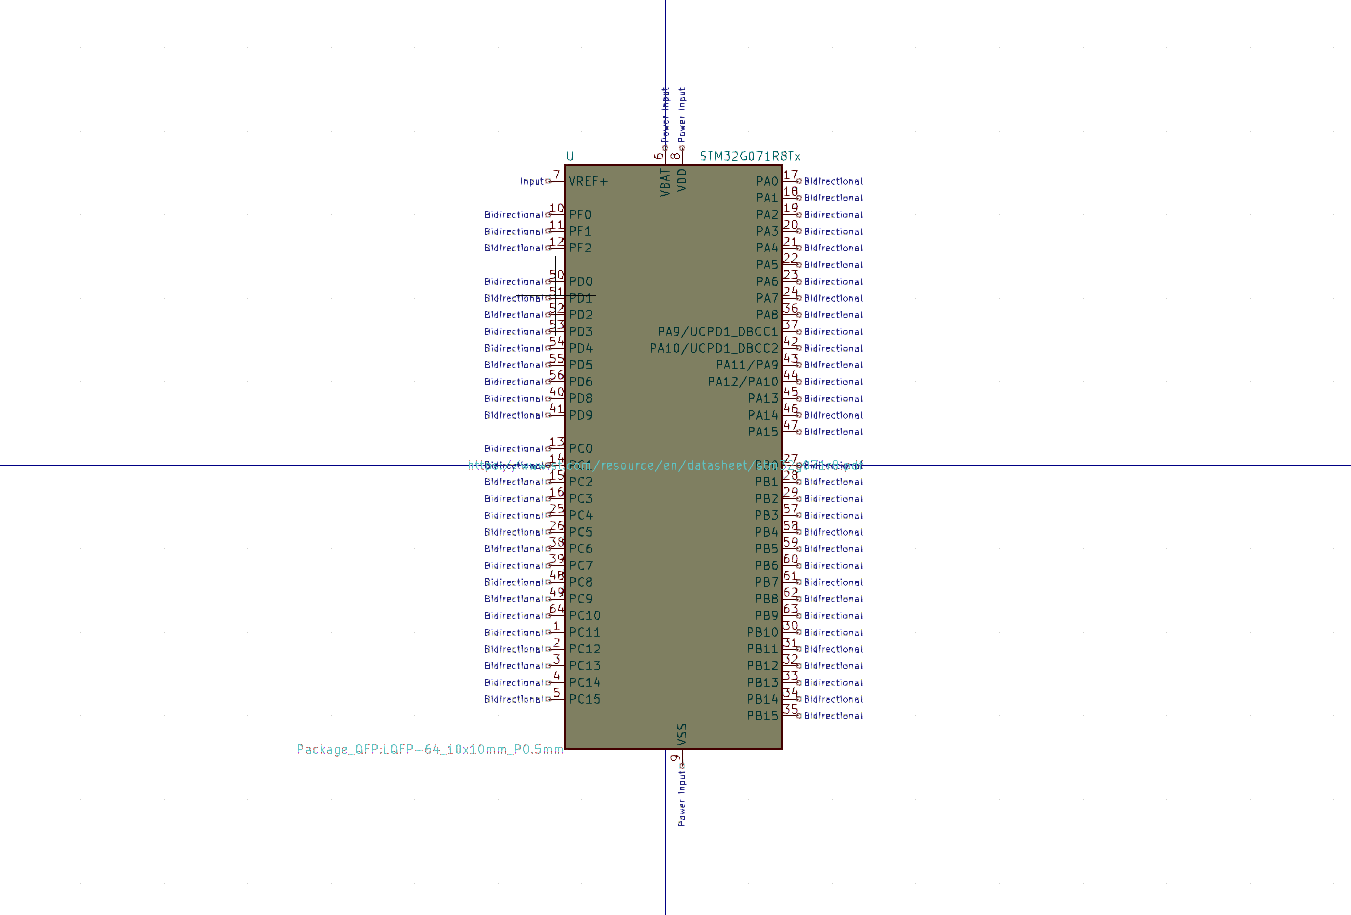 Power Input
Power Input
6
8
U
STM32G071R8Tx
VBAT
VDD
Input 7 VREF+
PA0 17 Bidirectional
PA1 18 Bidirectional
Bidirectional 10 PF0
PA2 19 Bidirectional
Bidirectional 11 PF1
PA3 20 Bidirectional
Bidirectional 12 PF2
PA4 21 Bidirectional
PA5 22 Bidirectional
Bidirectional 50 PD0
PA6 23 Bidirectional
Bidirectional 51 PD1
PA7 24 Bidirectional
Bidirectional 52 PD2
PA8 36 Bidirectional
Bidirectional 53 PD3
PA9/UCPD1_DBCC1 37 Bidirectional
Bidirectional 54 PD4
PA10/UCPD1_DBCC2 42 Bidirectional
Bidirectional 55 PD5
PA11/PA9 43 Bidirectional
Bidirectional 56 PD6
PA12/PA10 44 Bidirectional
Bidirectional 40 PD8
PA13 45 Bidirectional
Bidirectional 41 PD9
PA14 46 Bidirectional
PA15 47 Bidirectional
Bidirectional 13 PC0
Bidirectional 14 PC1
27 Bidirectional
/resource/en/datasheet/
Bidirectional 15 PC2
PB1 28 Bidirectional
Bidirectional 16 PC3
PB2 29 Bidirectional
Bidirectional 25 PC4
PB3 57 Bidirectional
Bidirectional 26 PC5
PB4 58 Bidirectional
Bidirectional 38 PC6
PB5 59 Bidirectional
Bidirectional 39 PC7
PB6 60 Bidirectional
Bidirectional 48 PC8
PB7 61 Bidirectional
Bidirectional 49 PC9
PB8 62 Bidirectional
Bidirectional 64 PC10
PB9 63 Bidirectional
Bidirectional 1 PC11
PB10 30 Bidirectional
Bidirectional 2 PC12
PB11 31 Bidirectional
Bidirectional 3 PC13
PB12 32 Bidirectional
Bidirectional 4 PC14
PB13 33 Bidirectional
Bidirectional 5 PC15
PB14 34 Bidirectional
PB15 35 Bidirectional
VSS
Package_QFP:LQFP-64_10x10mm_P0.5mm
9
Power Input